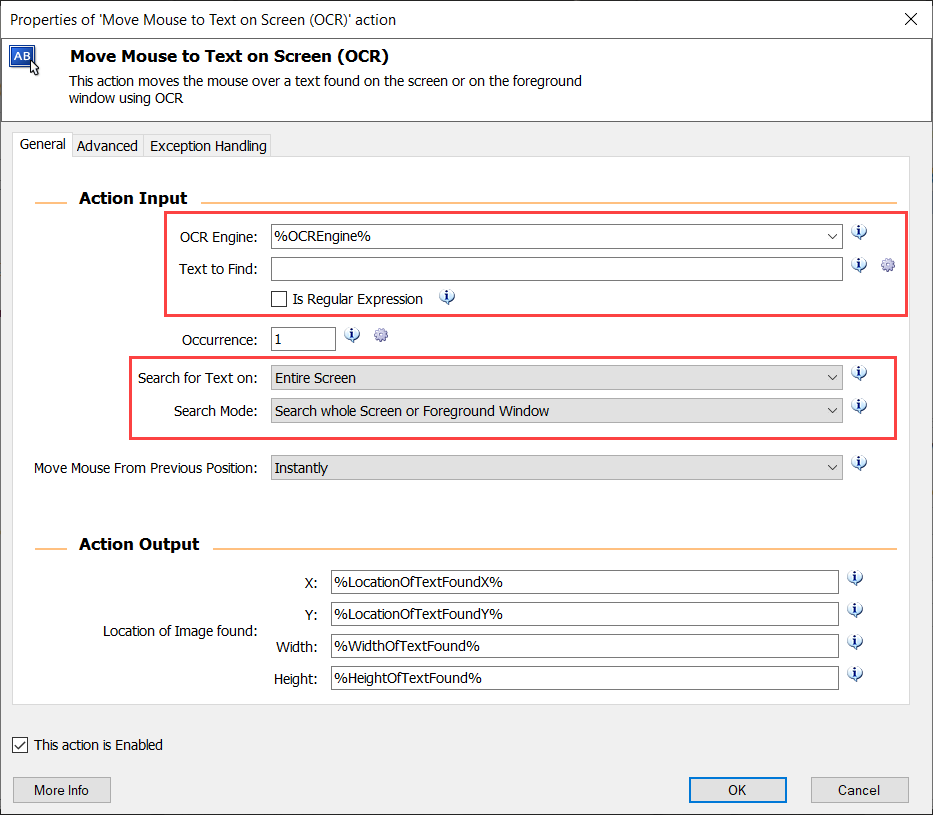 Properties of 'Move Mouse to Text on Screen (OCR)' action
AB
Move Mouse to Text on Screen (OCR)
This action moves the mouse over a text found on the screen or on the foreground
window using OCR
General Advanced Exception Handling
Action Input
OCR Engine: %OCREngine%
Text to Find:
Is Regular Expression
Occurrence: 1
Search for Text on: Entire Screen
Search Mode: Search whole Screen or Foreground Window
Move Mouse From Previous Position: Instantly
Action Output
X: %LocationOfTextFoundX%
Y: %LocationOfTextFoundY%
Location of Image found:
Width: %WidthOfTextFound%
Height: %HeightOfTextFound%
This action is Enabled
More Info OK Cancel